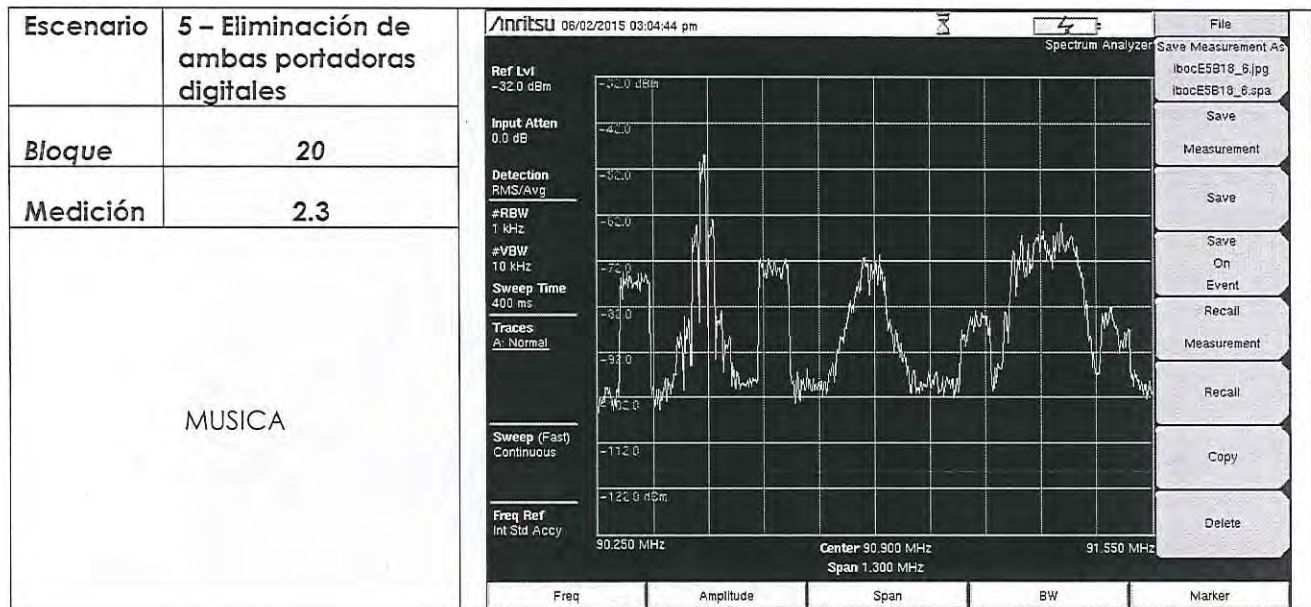 Escenario
5 – Eliminación de
ambas portadoras
digitales
Bloque
20
Medición
2.3
MUSICA
Anritsu 06/02/2015 03:04:44 pm
Spectrum Analyzer
Ref Lvl
-32.0 dBm
Input Atten
0.0 dB
Detection
RMS/Avg
#RBW
1 kHz
#VBW
10 kHz
Sweep Time
400 ms
Traces
A: Normal
Sweep (Fast)
Continuous
Freq Ref
Int Std Accy
-32.0 dBm
-42.0
-52.0
-62.0
-72.0
-82.0
-92.0
-102.0
-112.0
-122.0 dBm
90.250 MHz
Center 90.900 MHz
91.550 MHz
Span 1.300 MHz
File
Save Measurement As
ibocE5B18_6.jpg
ibocE5B18_6.spa
Save
Measurement
Save
Save
On
Event
Recall
Measurement
Recall
Copy
Delete
Freq
Amplitude
Span
BW
Marker